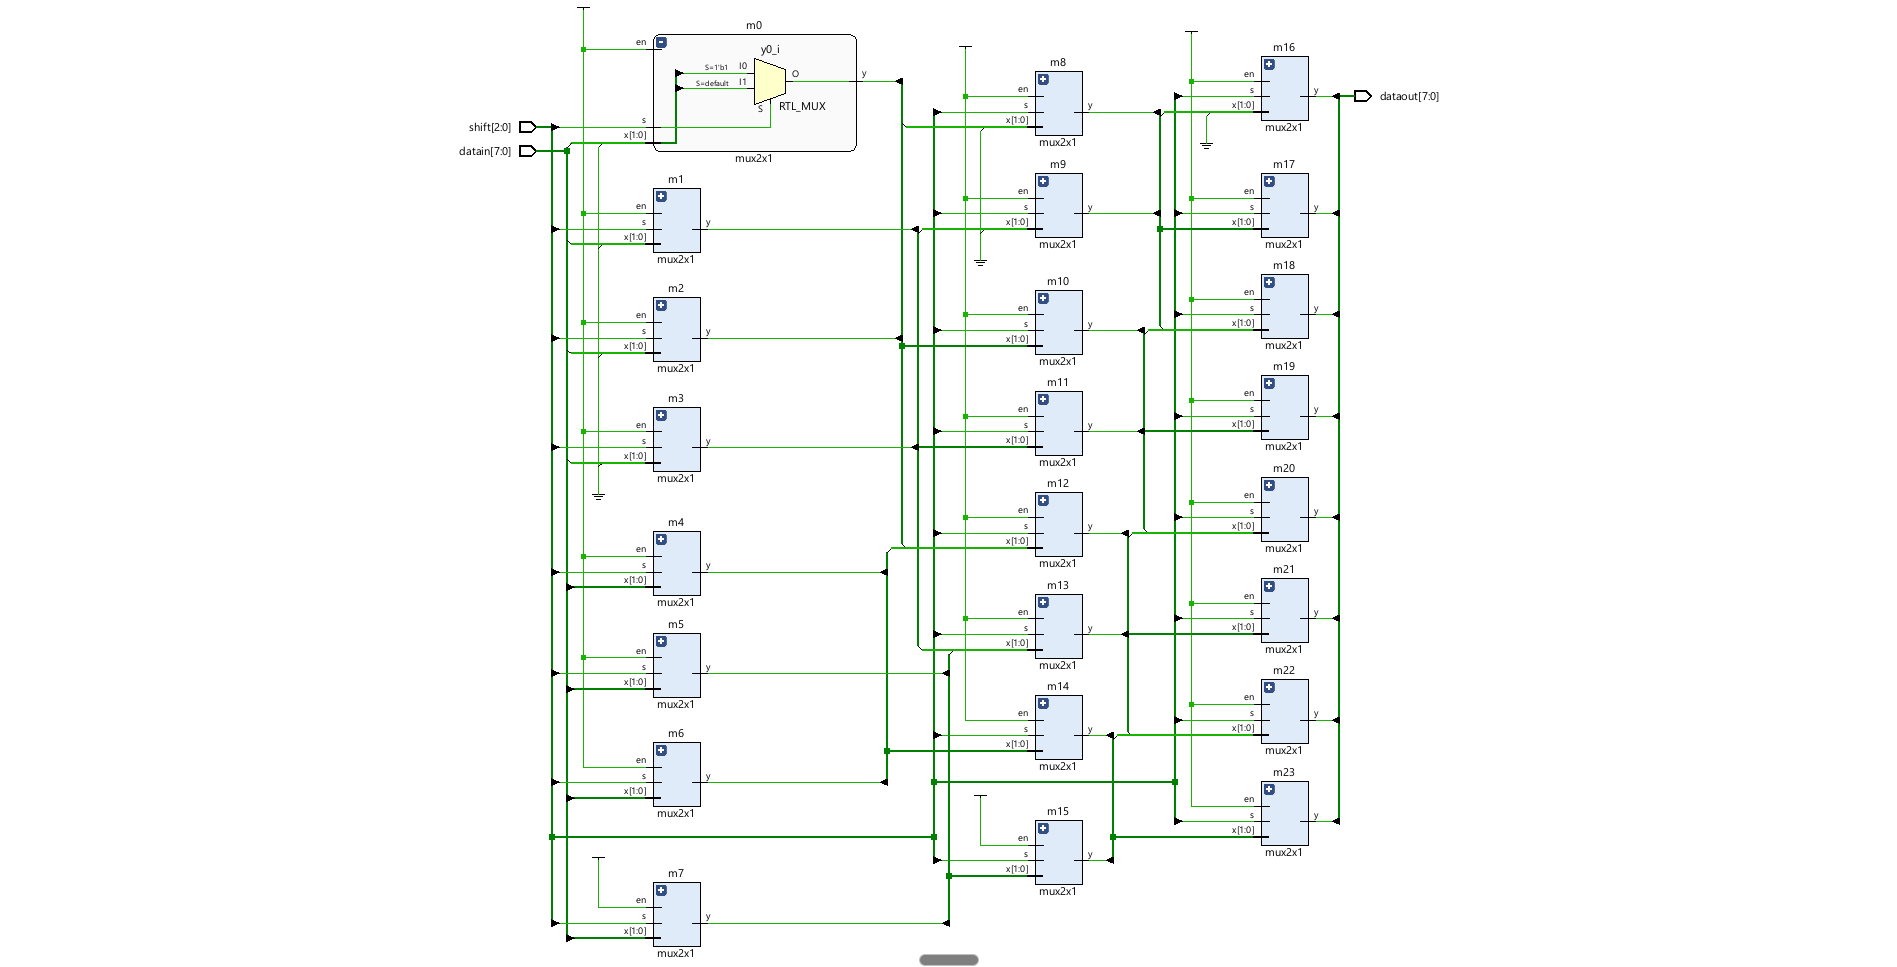 m0
en
y0_i
S=1'b1
I0
S=default
I1
O
S
RTL_MUX
y
s
x[1:0]
mux2x1
shift[2:0]
datain[7:0]
m1
en
s
x[1:0]
y
mux2x1
m2
en
s
x[1:0]
y
mux2x1
m3
en
s
x[1:0]
y
mux2x1
m4
en
s
x[1:0]
y
mux2x1
m5
en
s
x[1:0]
y
mux2x1
m6
en
s
x[1:0]
y
mux2x1
m7
en
s
x[1:0]
y
mux2x1
m8
en
s
x[1:0]
y
mux2x1
m9
en
s
x[1:0]
y
mux2x1
m10
en
s
x[1:0]
y
mux2x1
m11
en
s
x[1:0]
y
mux2x1
m12
en
s
x[1:0]
y
mux2x1
m13
en
s
x[1:0]
y
mux2x1
m14
en
s
x[1:0]
y
mux2x1
m15
en
s
x[1:0]
y
mux2x1
m16
en
s
x[1:0]
y
mux2x1
dataout[7:0]
m17
en
s
x[1:0]
y
mux2x1
m18
en
s
x[1:0]
y
mux2x1
m19
en
s
x[1:0]
y
mux2x1
m20
en
s
x[1:0]
y
mux2x1
m21
en
s
x[1:0]
y
mux2x1
m22
en
s
x[1:0]
y
mux2x1
m23
en
s
x[1:0]
y
mux2x1